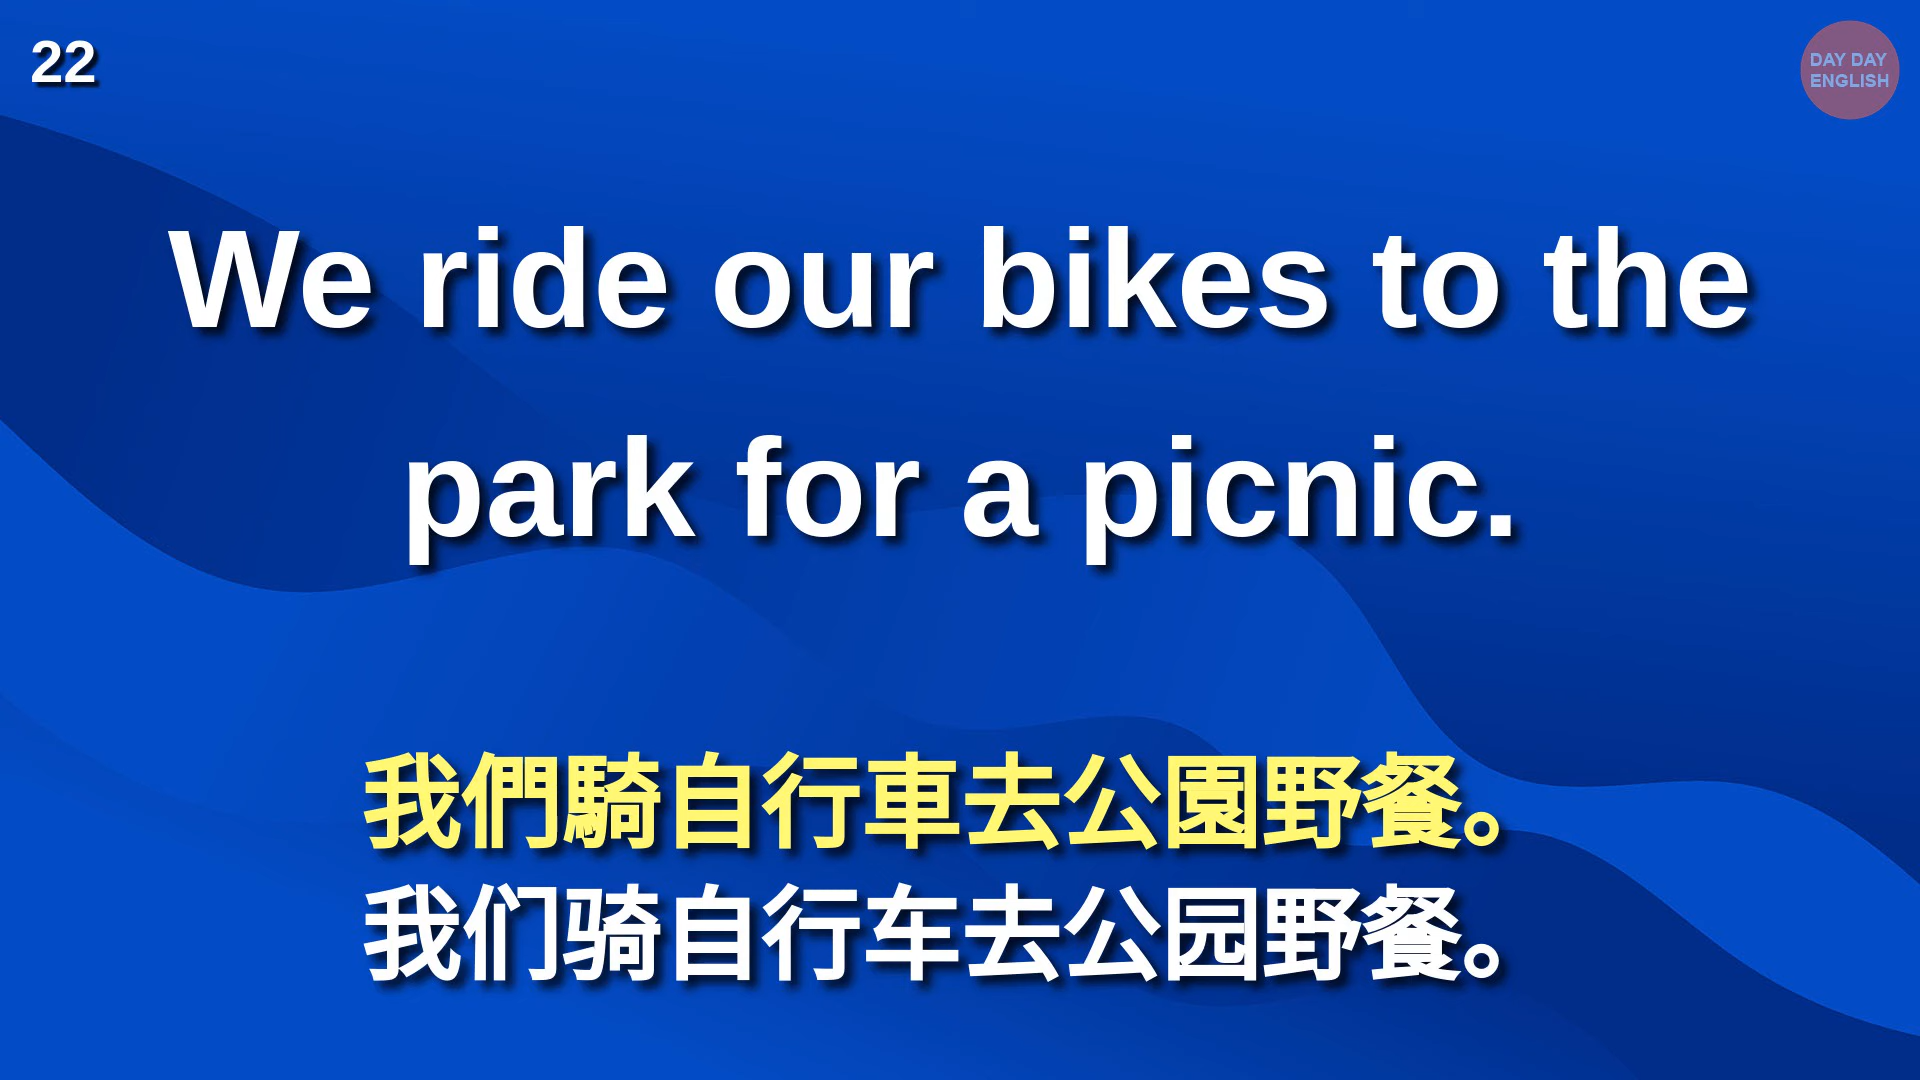 22
DAY DAY
ENGLISH
We ride our bikes to the
park for a picnic.
我們騎自行車去公園野餐。
我们骑自行车去公园野餐。